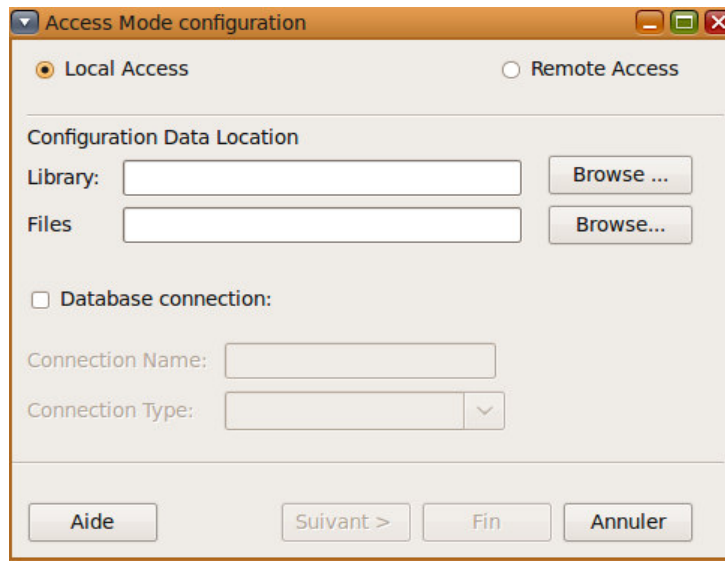 Access Mode configuration
Local Access Remote Access
Configuration Data Location
Library: Browse ...
Files Browse...
Database connection:
Connection Name:
Connection Type:
Aide Suivant > Fin Annuler